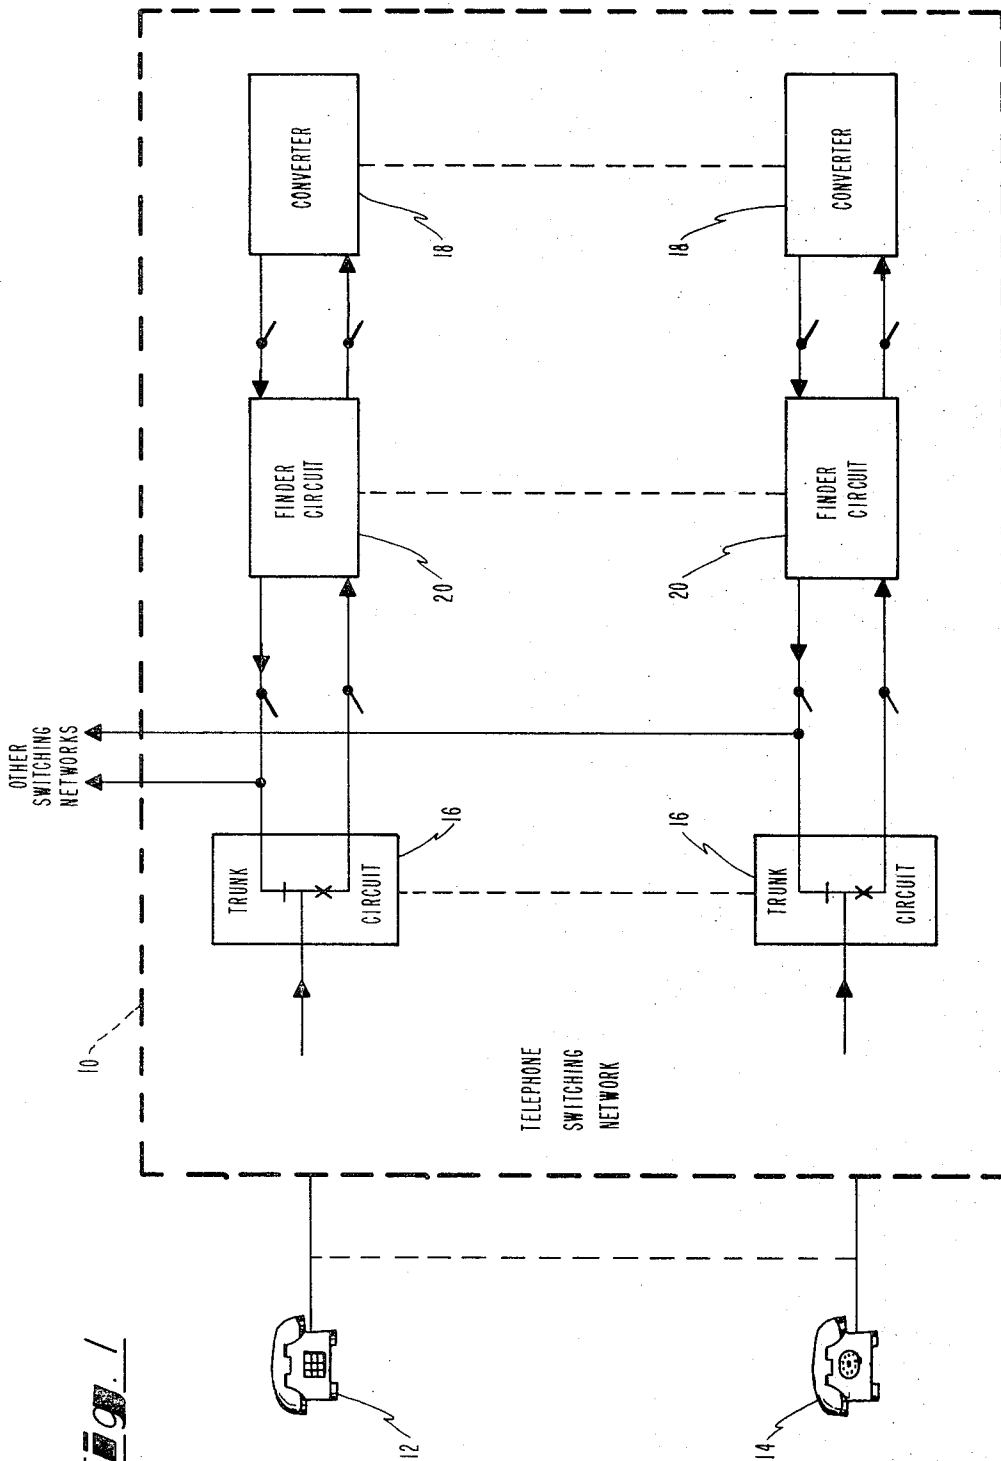 Fig. 1
10
OTHER
SWITCHING
NETWORKS
12
TELEPHONE
SWITCHING
NETWORK
TRUNK
CIRCUIT
16
FINDER
CIRCUIT
20
CONVERTER
18
14
TRUNK
CIRCUIT
16
FINDER
CIRCUIT
20
CONVERTER
18